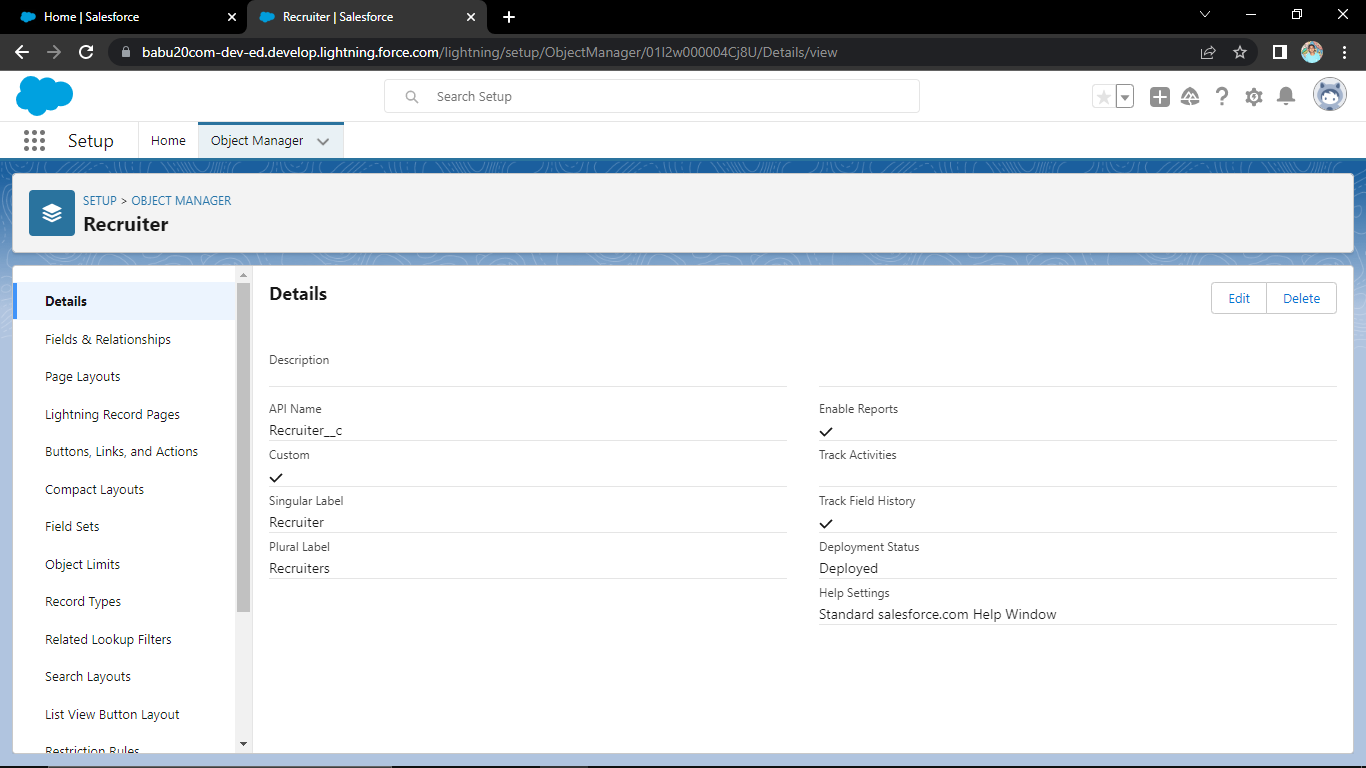 Home | Salesforce
Recruiter | Salesforce
babu20com-dev-ed.develop.lightning.force.com/lightning/setup/ObjectManager/01I2w000004Cj8U/Details/view
Search Setup
Setup
Home
Object Manager
SETUP > OBJECT MANAGER
Recruiter
Details
Fields & Relationships
Page Layouts
Lightning Record Pages
Buttons, Links, and Actions
Compact Layouts
Field Sets
Object Limits
Record Types
Related Lookup Filters
Search Layouts
List View Button Layout
Restriction Rules
Details
Edit
Delete
Description
API Name
Recruiter__c
Custom
Singular Label
Recruiter
Plural Label
Recruiters
Enable Reports
Track Activities
Track Field History
Deployment Status
Deployed
Help Settings
Standard salesforce.com Help Window